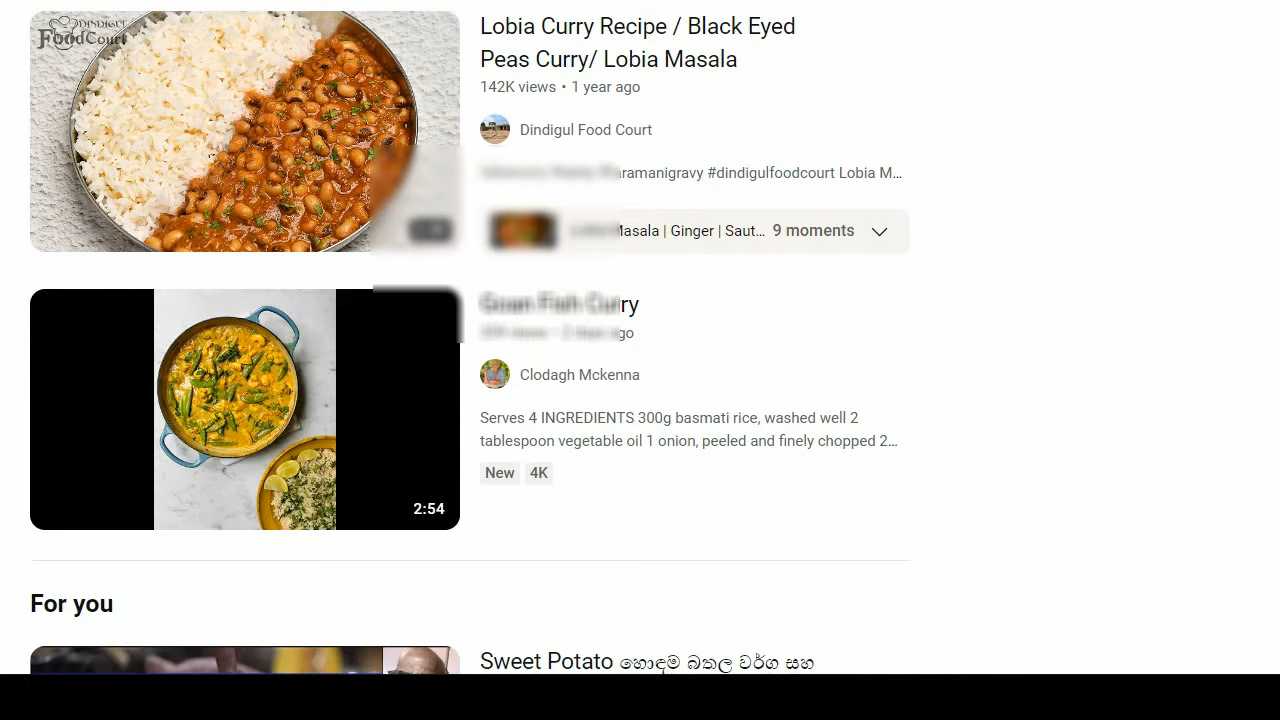 DINDIGUL
FoodCourt
Lobia Curry Recipe / Black Eyed
Peas Curry/ Lobia Masala
142K views • 1 year ago
Dindigul Food Court
#dindigulfoodcourt Lobia M...
Masala | Ginger | Saut... 9 moments
Clodagh Mckenna
Serves 4 INGREDIENTS 300g basmati rice, washed well 2
tablespoon vegetable oil 1 onion, peeled and finely chopped 2...
New 4K
2:54
For you
Sweet Potato හොඳම බතල වර්ග සහ